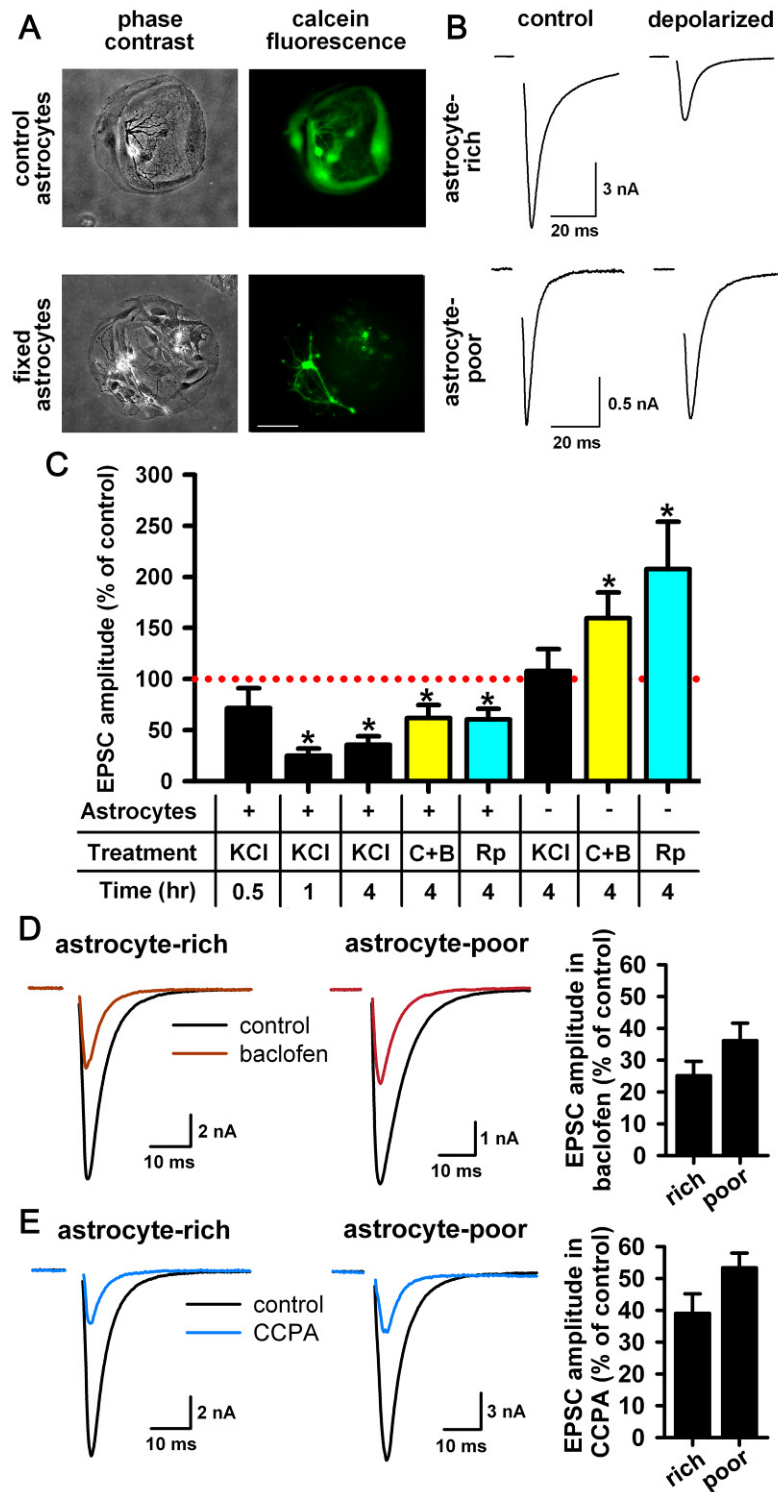 A
phase contrast
calcein fluorescence
control astrocytes
fixed astrocytes
B
control
depolarized
astrocyte-rich
3 nA
20 ms
astrocyte-poor
0.5 nA
20 ms
C
EPSC amplitude (% of control)
300
250
200
150
100
50
0
* * * * * *
Astrocytes + + + + + - - -
Treatment KCl KCl KCl C+B Rp KCl C+B Rp
Time (hr) 0.5 1 4 4 4 4 4 4
D
astrocyte-rich
control
baclofen
2 nA
10 ms
astrocyte-poor
1 nA
10 ms
EPSC amplitude in baclofen (% of control)
60
50
40
30
20
10
0
rich poor
E
astrocyte-rich
control
CCPA
2 nA
10 ms
astrocyte-poor
3 nA
10 ms
EPSC amplitude in CCPA (% of control)
60
50
40
30
20
10
0
rich poor